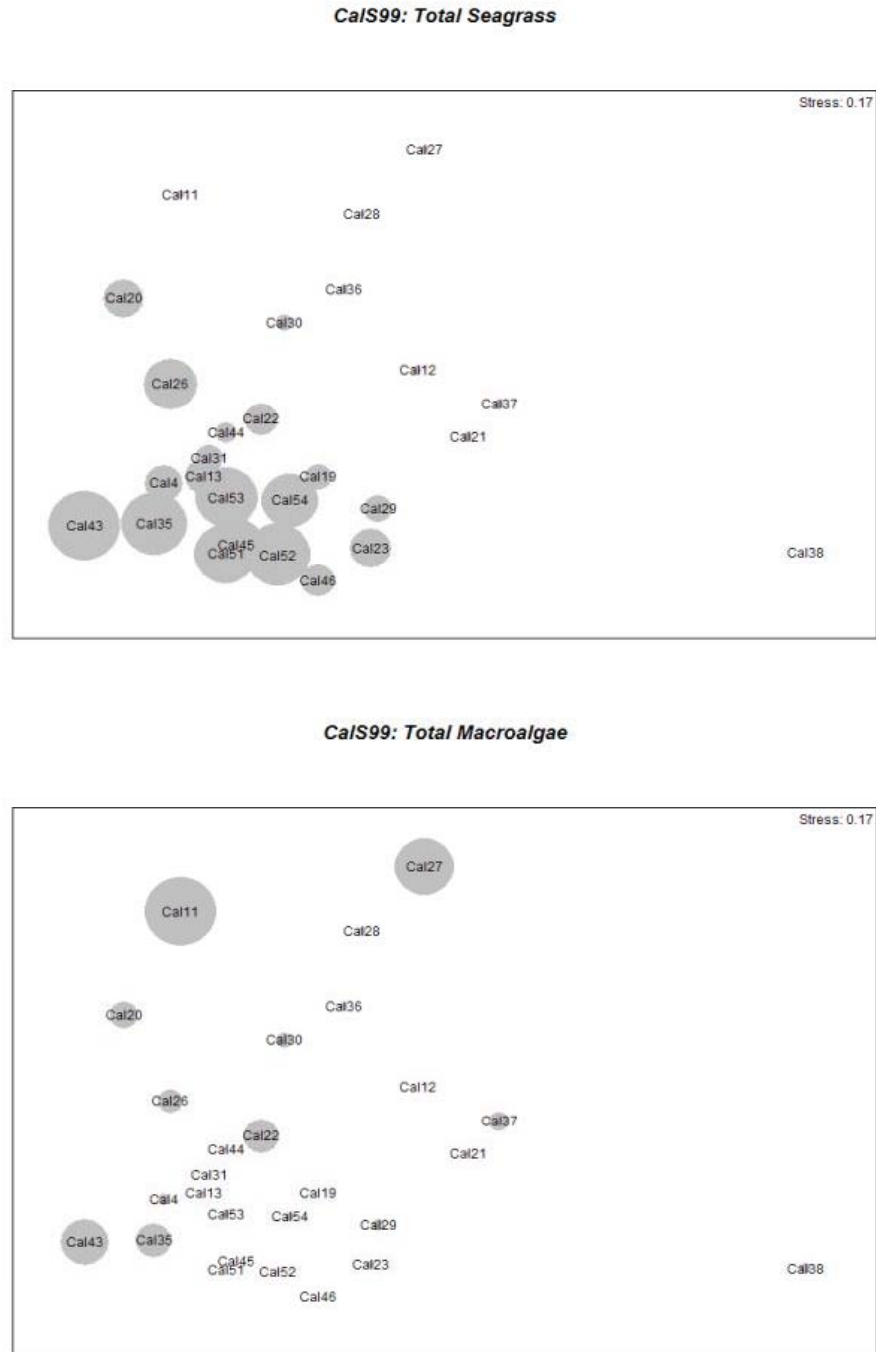 CalS99: Total Seagrass
Stress: 0.17
Cal27
Cal11
Cal28
Cal36
Cal20
Cal30
Cal12
Cal26
Cal37
Cal22
Cal44
Cal21
Cal31
Cal13
Cal19
Cal4
Cal53
Cal54
Cal29
Cal43
Cal35
Cal45
Cal23
Cal51
Cal52
Cal38
Cal46
CalS99: Total Macroalgae
Stress: 0.17
Cal27
Cal11
Cal28
Cal36
Cal20
Cal30
Cal12
Cal26
Cal37
Cal22
Cal44
Cal21
Cal31
Cal13
Cal19
Cal4
Cal53
Cal54
Cal29
Cal43
Cal35
Cal45
Cal23
Cal51
Cal52
Cal38
Cal46